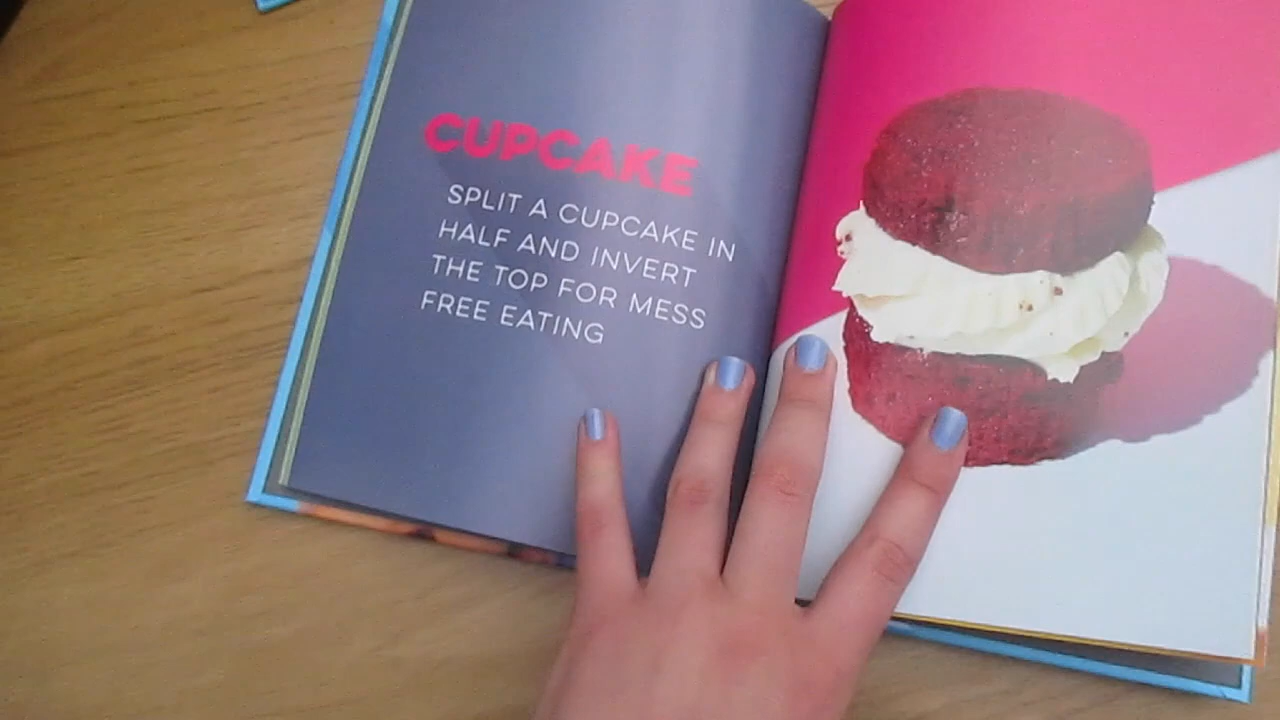 CUPCAKE
SPLIT A CUPCAKE IN
HALF AND INVERT
THE TOP FOR MESS
FREE EATING